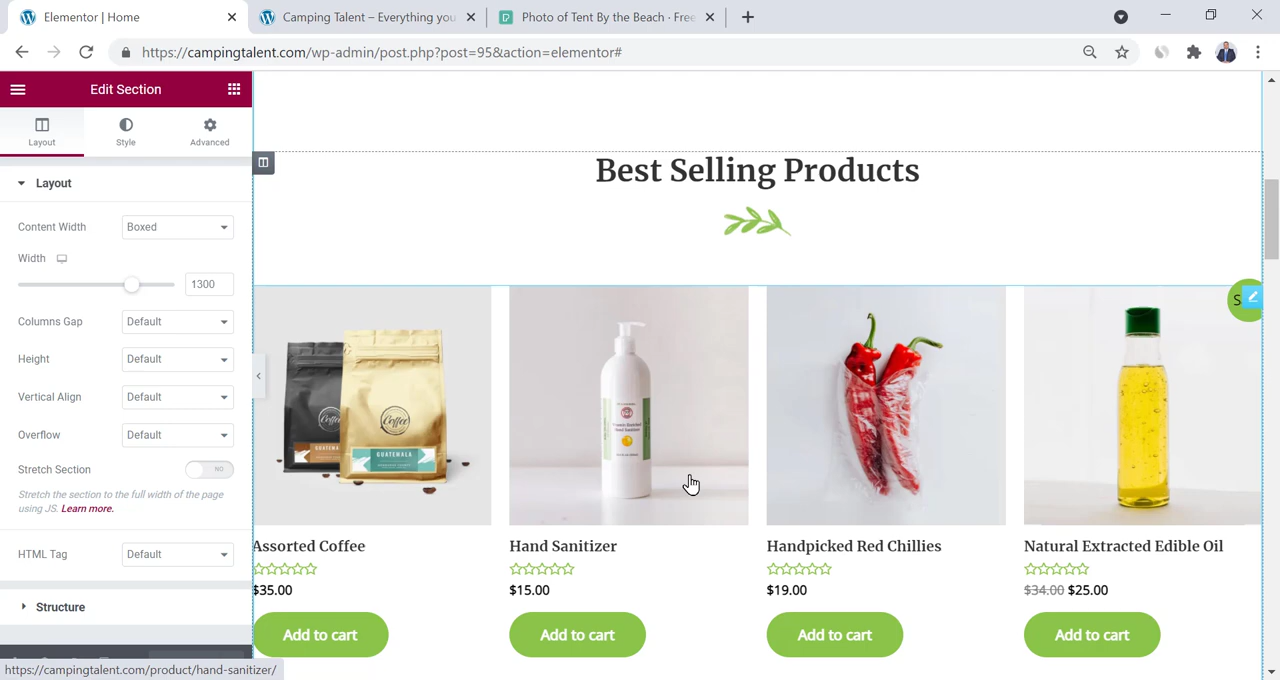 Elementor | Home
Camping Talent – Everything you
Photo of Tent By the Beach · Free
https://campingtalent.com/wp-admin/post.php?post=95&action=elementor#
Edit Section
Layout
Style
Advanced
Layout
Content Width
Boxed
Width
1300
Columns Gap
Default
Height
Default
Vertical Align
Default
Overflow
Default
Stretch Section
NO
Stretch the section to the full width of the page
using JS. Learn more.
HTML Tag
Default
Structure
https://campingtalent.com/product/hand-sanitizer/
Best Selling Products
S
Coffee
Coffee
GUATEMALA
Assorted Coffee
$35.00
Add to cart
Hand Sanitizer
$15.00
Add to cart
Handpicked Red Chillies
$19.00
Add to cart
Natural Extracted Edible Oil
$34.00 $25.00
Add to cart